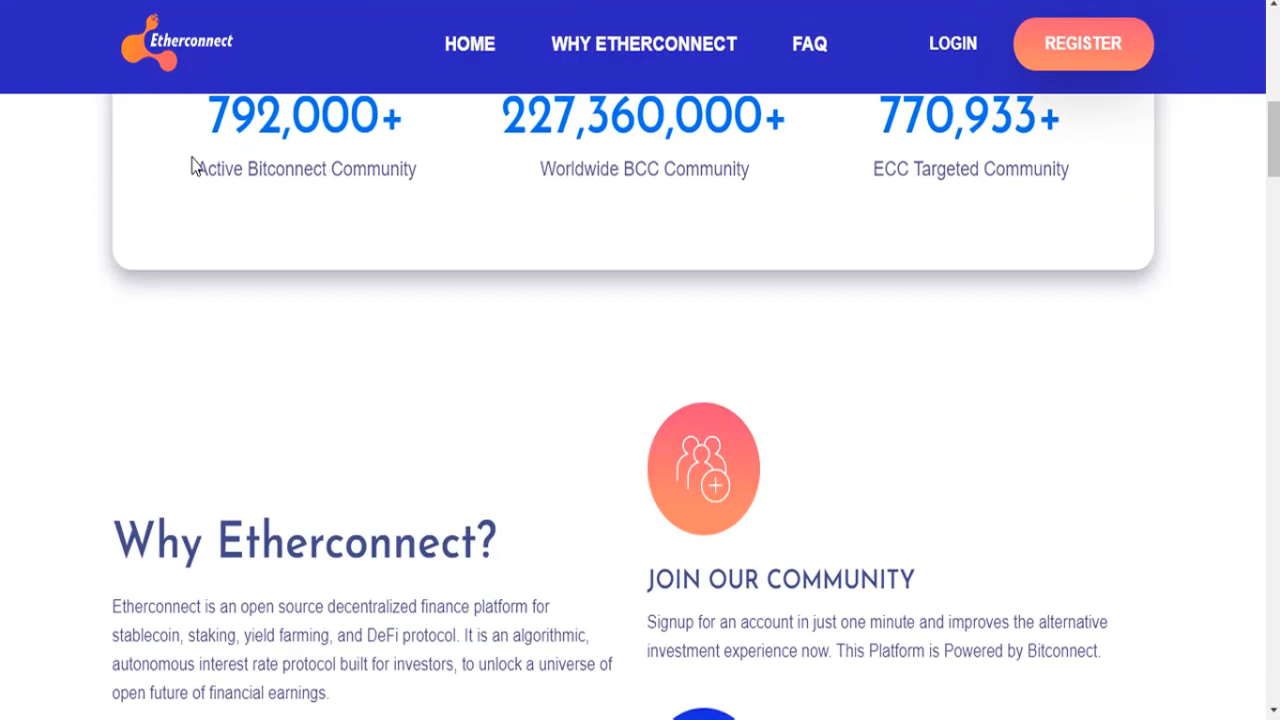 Etherconnect
HOME
WHY ETHERCONNECT
FAQ
LOGIN
REGISTER
792,000+
227,360,000+
770,933+
Active Bitconnect Community
Worldwide BCC Community
ECC Targeted Community
Why Etherconnect?
Etherconnect is an open source decentralized finance platform for
stablecoin, staking, yield farming, and DeFi protocol. It is an algorithmic,
autonomous interest rate protocol built for investors, to unlock a universe of
open future of financial earnings.
JOIN OUR COMMUNITY
Signup for an account in just one minute and improves the alternative
investment experience now. This Platform is Powered by Bitconnect.